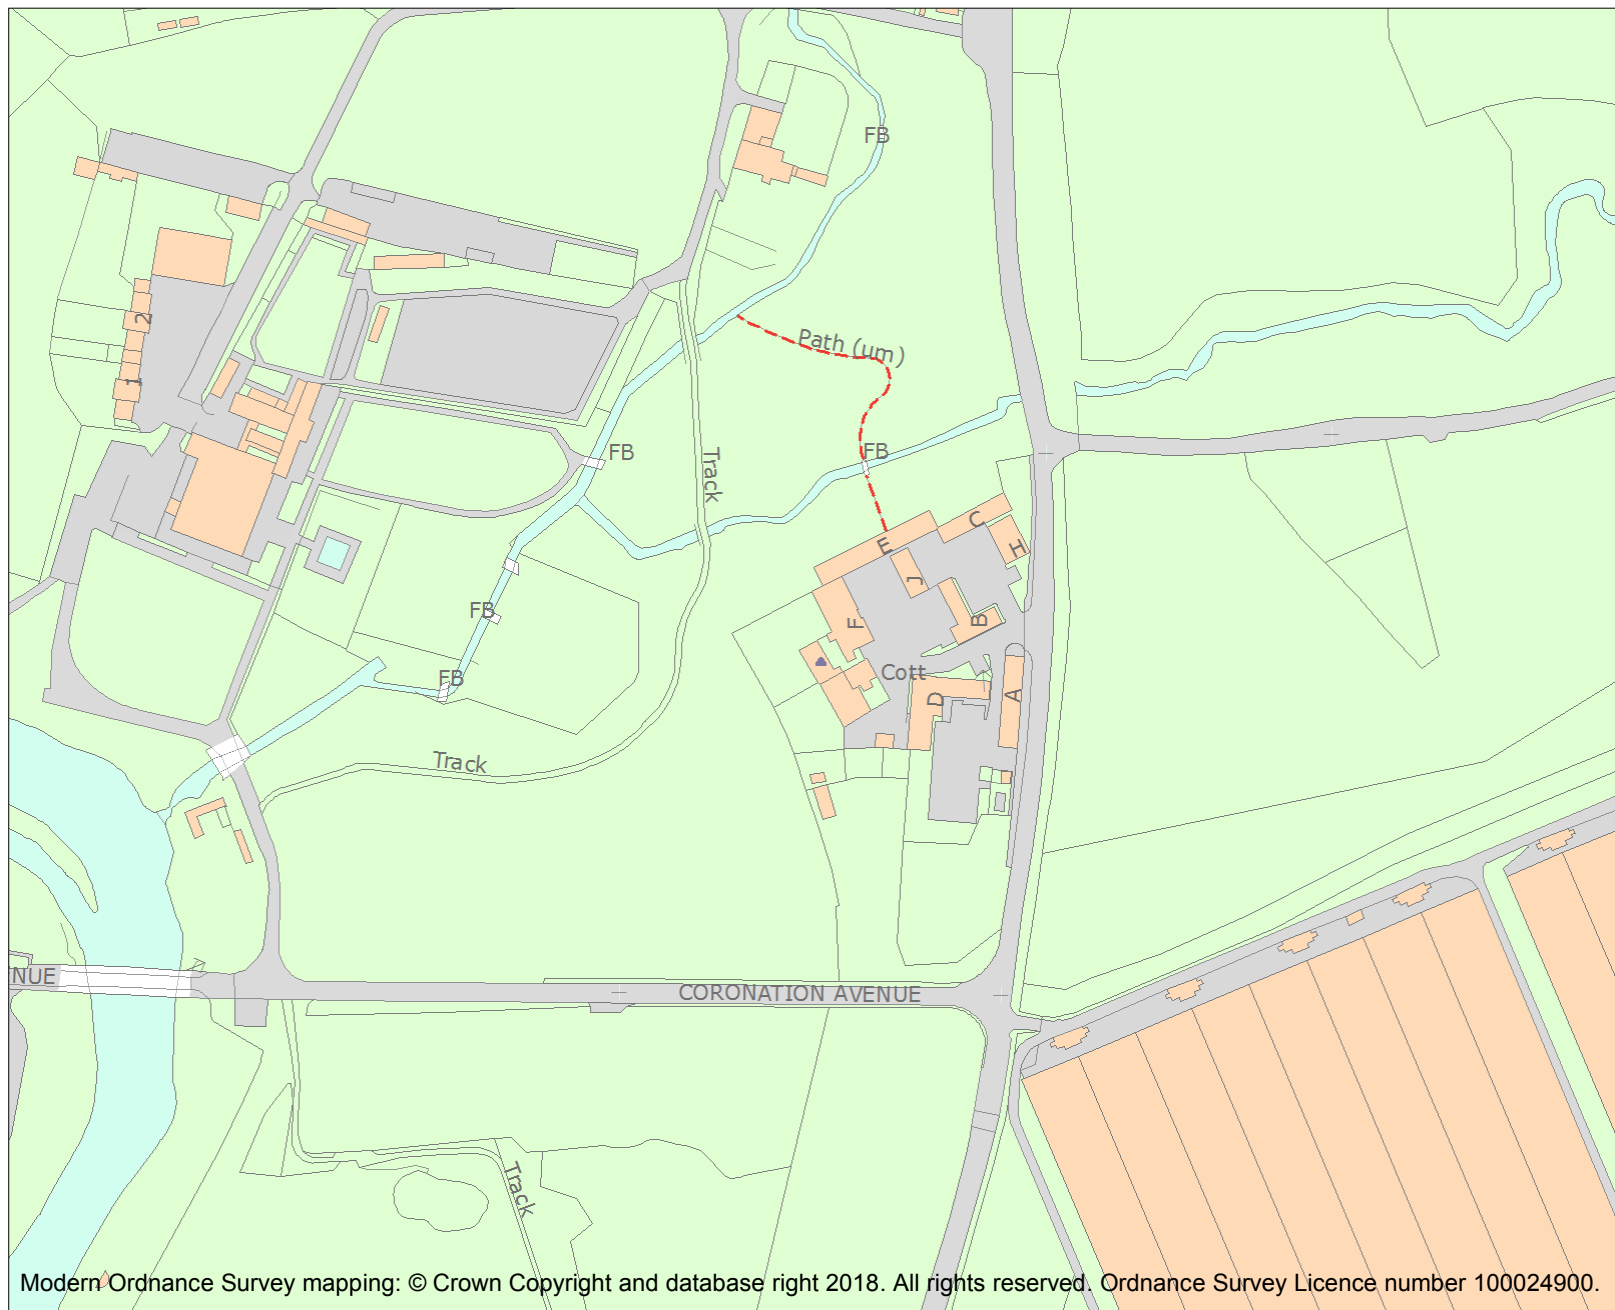 FB
2
Path (um)
1
FB
FB
Track
C
E
H
J
FB
F
B
Cott
FB
D
A
Track
NUE
CORONATION AVENUE
Track
Modern Ordnance Survey mapping: © Crown Copyright and database right 2018. All rights reserved. Ordnance Survey Licence number 100024900.